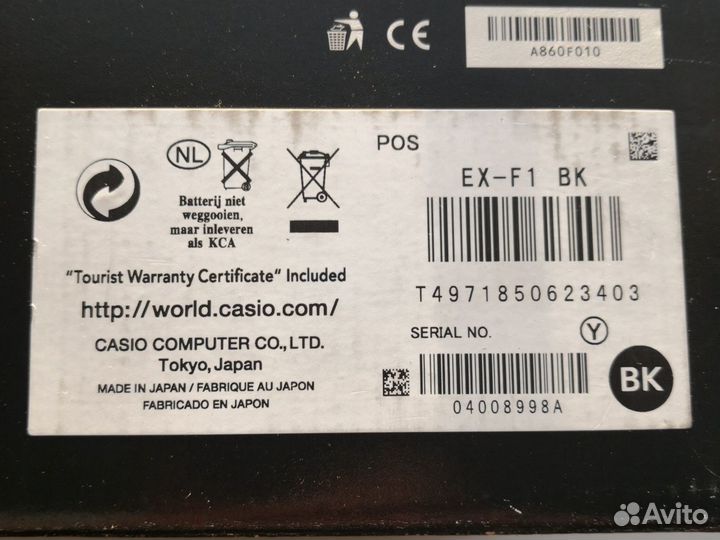 CE
A860F010
POS
NL
EX-F1 BK
Batterij niet
weggooien,
maar inleveren
als KCA
"Tourist Warranty Certificate" Included
T4971850623403
http://world.casio.com/
SERIAL NO.
Y
CASIO COMPUTER CO.,LTD.
Tokyo,Japan
BK
MADE IN JAPAN / FABRIQUE AU JAPON
FABRICADO EN JAPON
04008998A
Avito